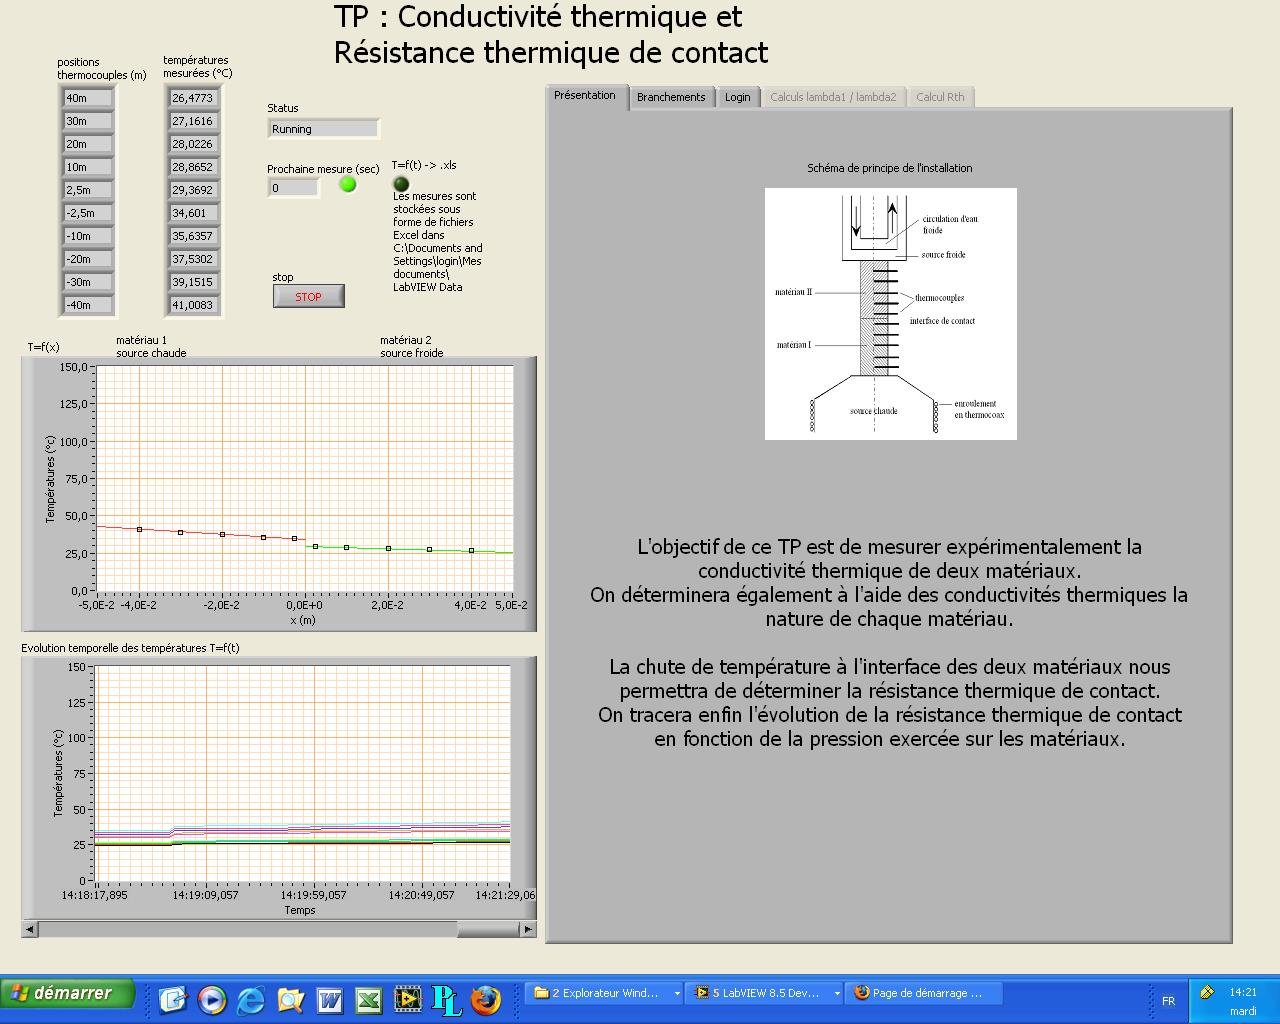 TP : Conductivité thermique et
Résistance thermique de contact
positions
thermocouples (m)
40m
30m
20m
10m
2,5m
-2,5m
-10m
-20m
-30m
-40m
températures
mesurées (°C)
26,4773
27,1616
28,0226
28,8652
29,3692
34,601
35,6357
37,5302
39,1515
41,0083
Status
Running
Prochaine mesure (sec)
0
T=f(t) -> .xls
Les mesures sont
stockées sous
forme de fichiers
Excel dans
C:\Documents and
Settings\login\Mes
documents\
LabVIEW Data
stop
STOP
T=f(x)
matériau 1
source chaude
matériau 2
source froide
Températures (°c)
150,0
125,0
100,0
75,0
50,0
25,0
0,0
-5,0E-2
-4,0E-2
-2,0E-2
0,0E+0
2,0E-2
4,0E-2
5,0E-2
x (m)
Evolution temporelle des températures T=f(t)
Températures (°c)
150
125
100
75
50
25
0
14:18:17,895
14:19:09,057
14:19:59,057
14:20:49,057
14:21:29,06
Temps
Présentation
Branchements
Login
Calculs lambda1 / lambda2
Calcul Rth
Schéma de principe de l'installation
circulation d'eau
froide
source froide
matériau II
thermocouples
interface de contact
matériau I
source chaude
enroulement
en thermocoax
L'objectif de ce TP est de mesurer expérimentalement la
conductivité thermique de deux matériaux.
On déterminera également à l'aide des conductivités thermiques la
nature de chaque matériau.
La chute de température à l'interface des deux matériaux nous
permettra de déterminer la résistance thermique de contact.
On tracera enfin l'évolution de la résistance thermique de contact
en fonction de la pression exercée sur les matériaux.
démarrer
2 Explorateur Wind...
5 LabVIEW 8.5 Dev...
Page de démarrage ...
FR
14:21
mardi